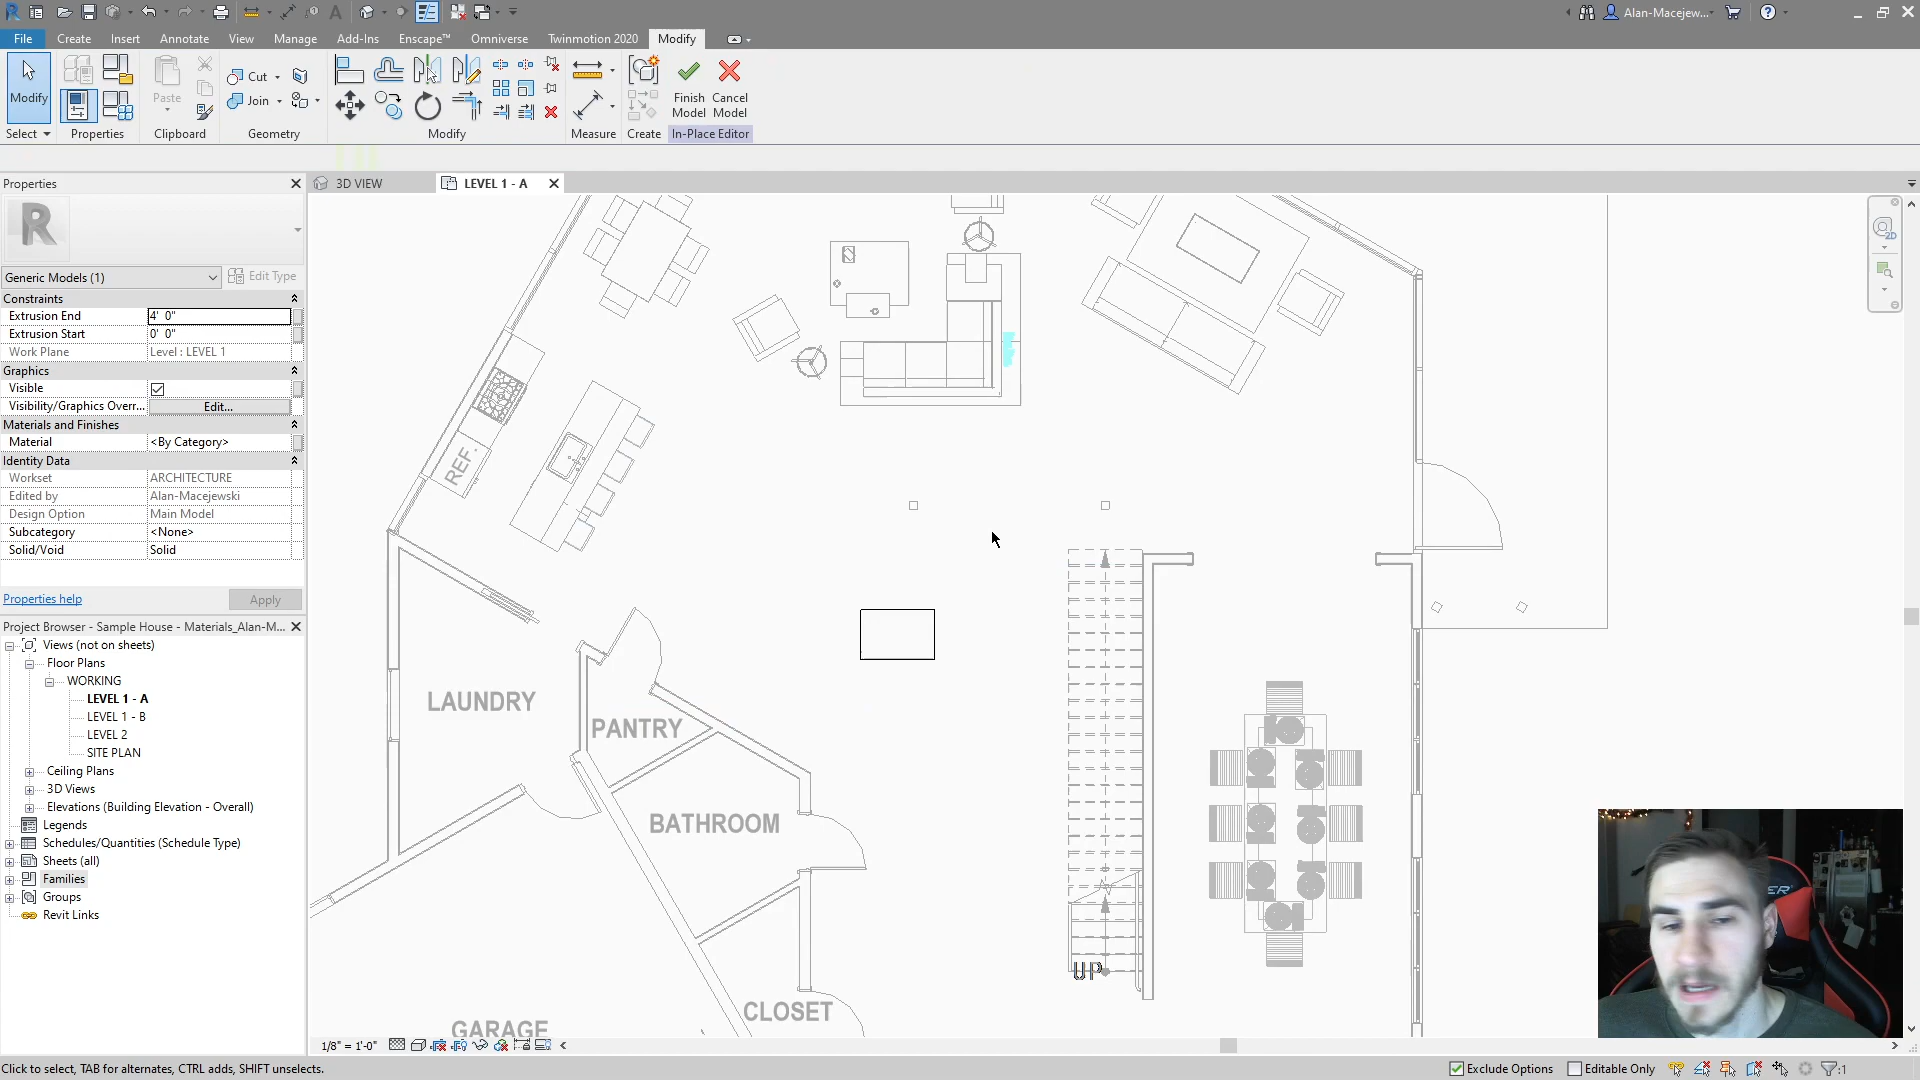 Alan-Macejew...
File
Create
Insert
Annotate
View
Manage
Add-Ins
Enscape™
Omniverse
Twinmotion 2020
Modify
Modify
Paste
Cut
Join
Finish Model
Cancel Model
Select
Properties
Clipboard
Geometry
Modify
Measure
Create
In-Place Editor
Properties
3D VIEW
LEVEL 1 - A
Generic Models (1)
Edit Type
Constraints
Extrusion End 4' 0"
Extrusion Start 0' 0"
Work Plane Level : LEVEL 1
Graphics
Visible
Visibility/Graphics Overr... Edit...
Materials and Finishes
Material <By Category>
Identity Data
Workset ARCHITECTURE
Edited by Alan-Macejewski
Design Option Main Model
Subcategory <None>
Solid/Void Solid
Properties help
Apply
Project Browser - Sample House - Materials_Alan-M...
Views (not on sheets)
Floor Plans
WORKING
LEVEL 1 - A
LEVEL 1 - B
LEVEL 2
SITE PLAN
Ceiling Plans
3D Views
Elevations (Building Elevation - Overall)
Legends
Schedules/Quantities (Schedule Type)
Sheets (all)
Families
Groups
Revit Links
REF.
LAUNDRY
PANTRY
BATHROOM
CLOSET
GARAGE
UP
1/8" = 1'-0"
Click to select, TAB for alternates, CTRL adds, SHIFT unselects.
Exclude Options
Editable Only
:1